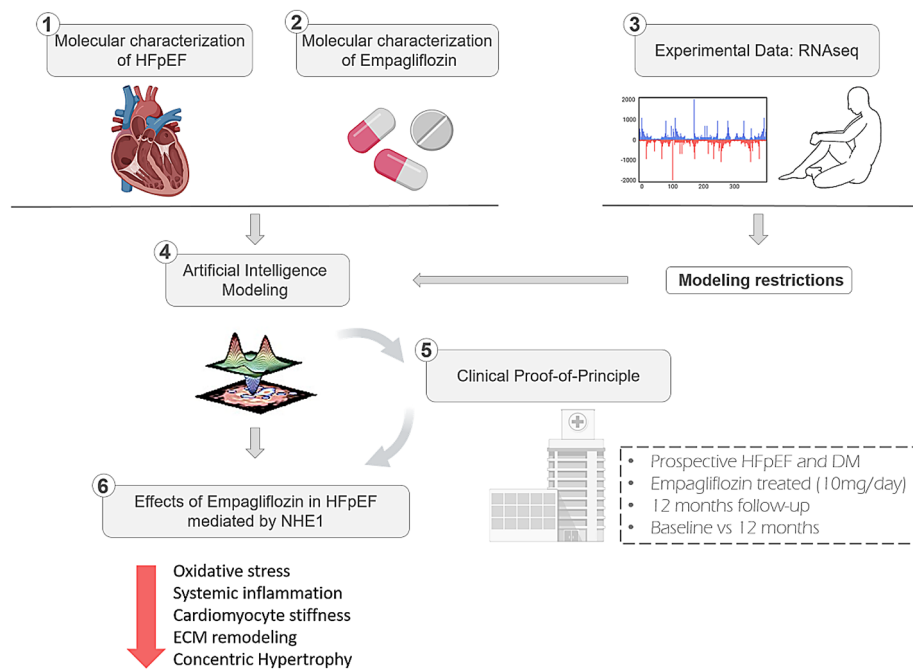 1
Molecular characterization
of HFpEF
2
Molecular characterization
of Empagliflozin
3
Experimental Data: RNAseq
2000
1000
0
-1000
-2000
0 100 200 300
4
Artificial Intelligence
Modeling
Modeling restrictions
5
Clinical Proof-of-Principle
• Prospective HFpEF and DM
• Empagliflozin treated (10mg/day)
• 12 months follow-up
• Baseline vs 12 months
6
Effects of Empagliflozin in HFpEF
mediated by NHE1
Oxidative stress
Systemic inflammation
Cardiomyocyte stiffness
ECM remodeling
Concentric Hypertrophy